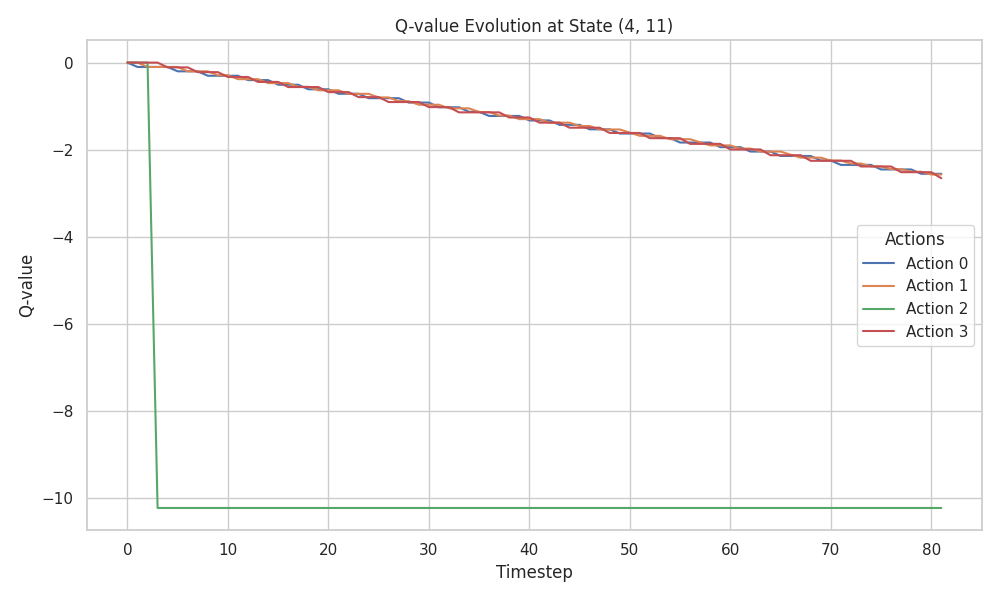 Q-value Evolution at State (4, 11)
0
−2
−4
−6
−8
−10
Q-value
Actions
Action 0
Action 1
Action 2
Action 3
0 10 20 30 40 50 60 70 80
Timestep